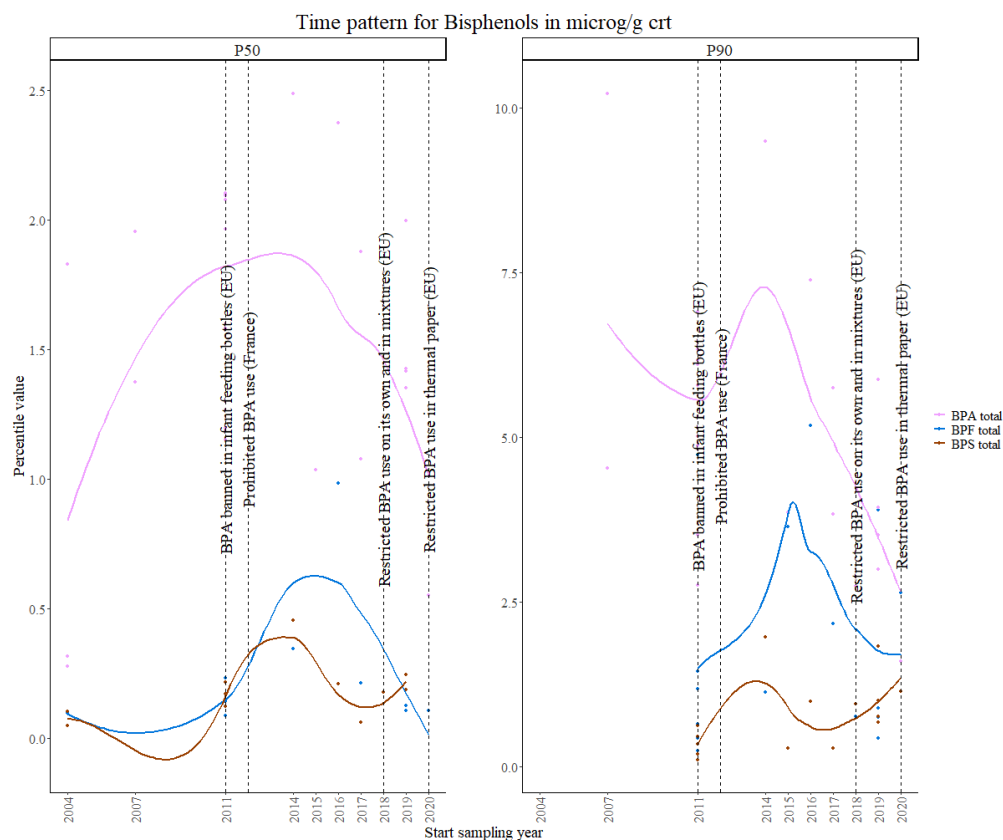 Time pattern for Bisphenols in microg/g crt
P50
P90
Percentile value
2.5
2.0
1.5
1.0
0.5
0.0
10.0
7.5
5.0
2.5
0.0
BPA banned in infant feeding bottles (EU)
Prohibited BPA use (France)
Restricted BPA use on its own and in mixtures (EU)
Restricted BPA use in thermal paper (EU)
BPA banned in infant feeding bottles (EU)
Prohibited BPA use (France)
Restricted BPA use on its own and in mixtures (EU)
Restricted BPA use in thermal paper (EU)
BPA total
BPF total
BPS total
2004
2007
2011
2014
2015
2016
2017
2018
2019
2020
2004
2007
2011
2014
2015
2016
2017
2018
2019
2020
Start sampling year